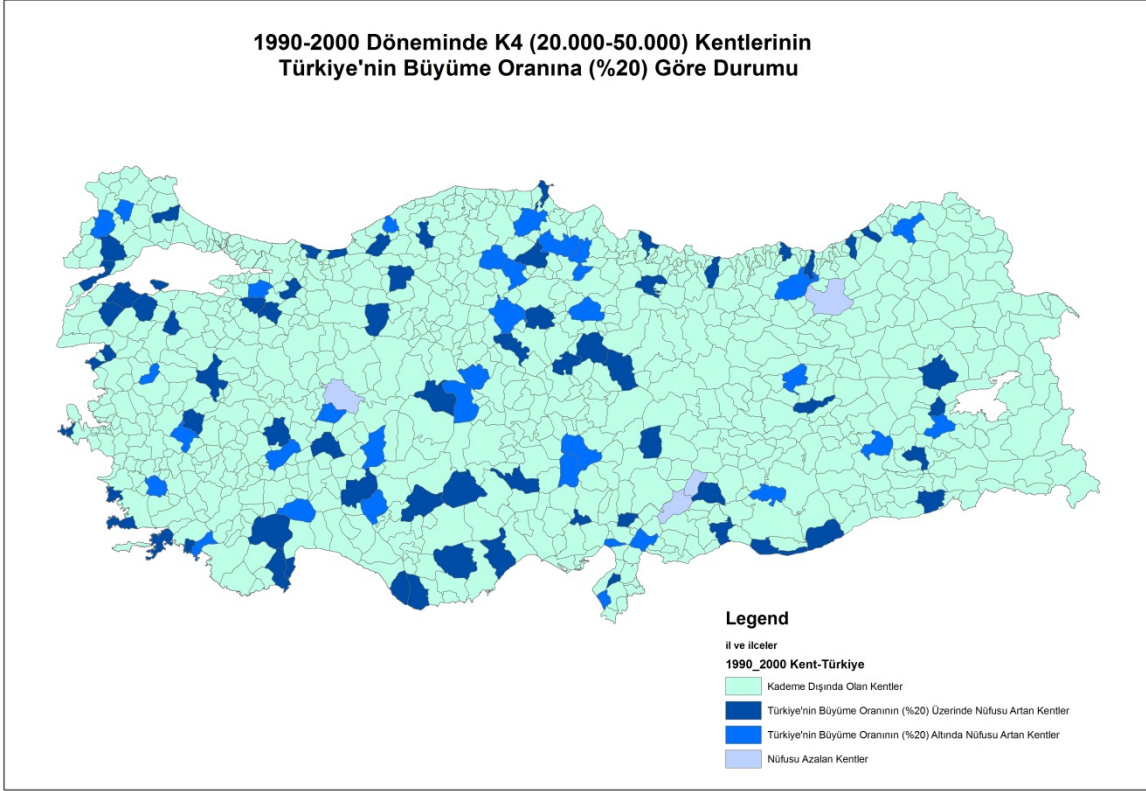 1990-2000 Döneminde K4 (20.000-50.000) Kentlerinin
Türkiye'nin Büyüme Oranına (%20) Göre Durumu
Legend
il ve ilceler
1990_2000 Kent-Türkiye
Kademe Dışında Olan Kentler
Türkiye'nin Büyüme Oranının (%20) Üzerinde Nüfusu Artan Kentler
Türkiye'nin Büyüme Oranının (%20) Altında Nüfusu Artan Kentler
Nüfusu Azalan Kentler